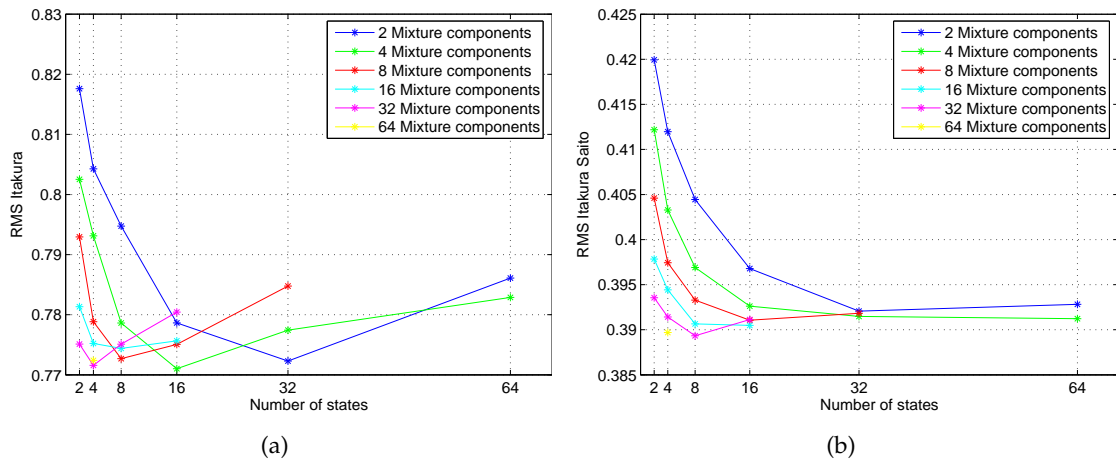 0.83
0.82
0.81
0.8
0.79
0.78
0.77
RMS Itakura
2 4 8 16 32 64
Number of states
2 Mixture components
4 Mixture components
8 Mixture components
16 Mixture components
32 Mixture components
64 Mixture components
(a)
0.425
0.42
0.415
0.41
0.405
0.4
0.395
0.39
0.385
RMS Itakura Saito
2 4 8 16 32 64
Number of states
2 Mixture components
4 Mixture components
8 Mixture components
16 Mixture components
32 Mixture components
64 Mixture components
(b)